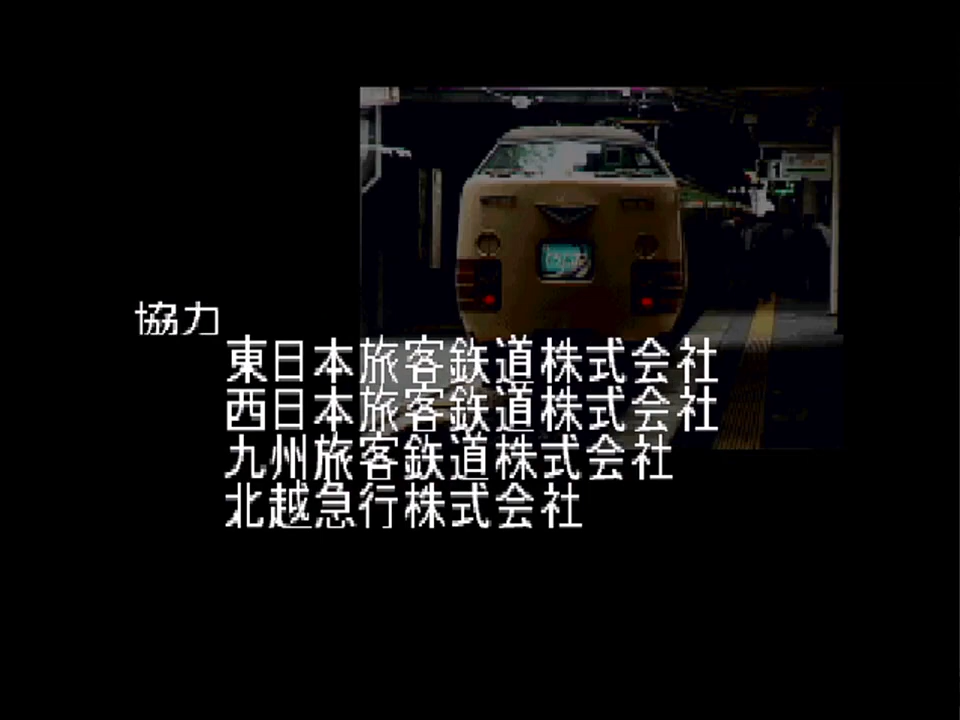 協力
東日本旅客鉄道株式会社
西日本旅客鉄道株式会社
九州旅客鉄道株式会社
北越急行株式会社